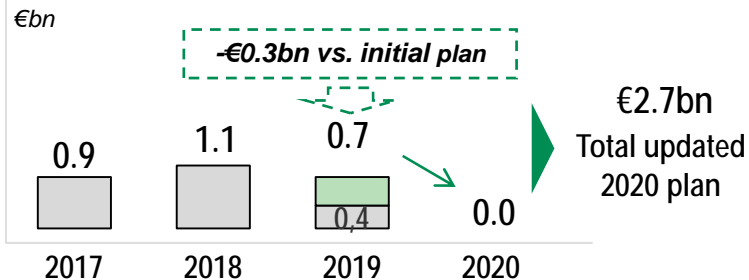 €bn
-€0.3bn vs. initial plan
€2.7bn
Total updated
2020 plan
0.9
1.1
0.7
0.0
0,4
2017
2018
2019
2020